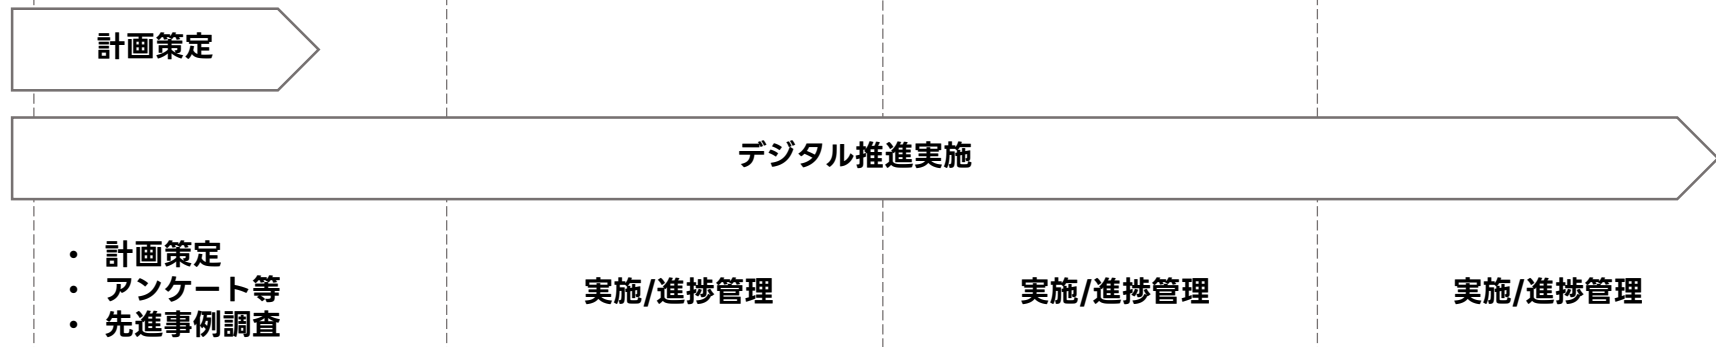 計画策定
デジタル推進実施
• 計画策定
• アンケート等
• 先進事例調査
実施/進捗管理
実施/進捗管理
実施/進捗管理